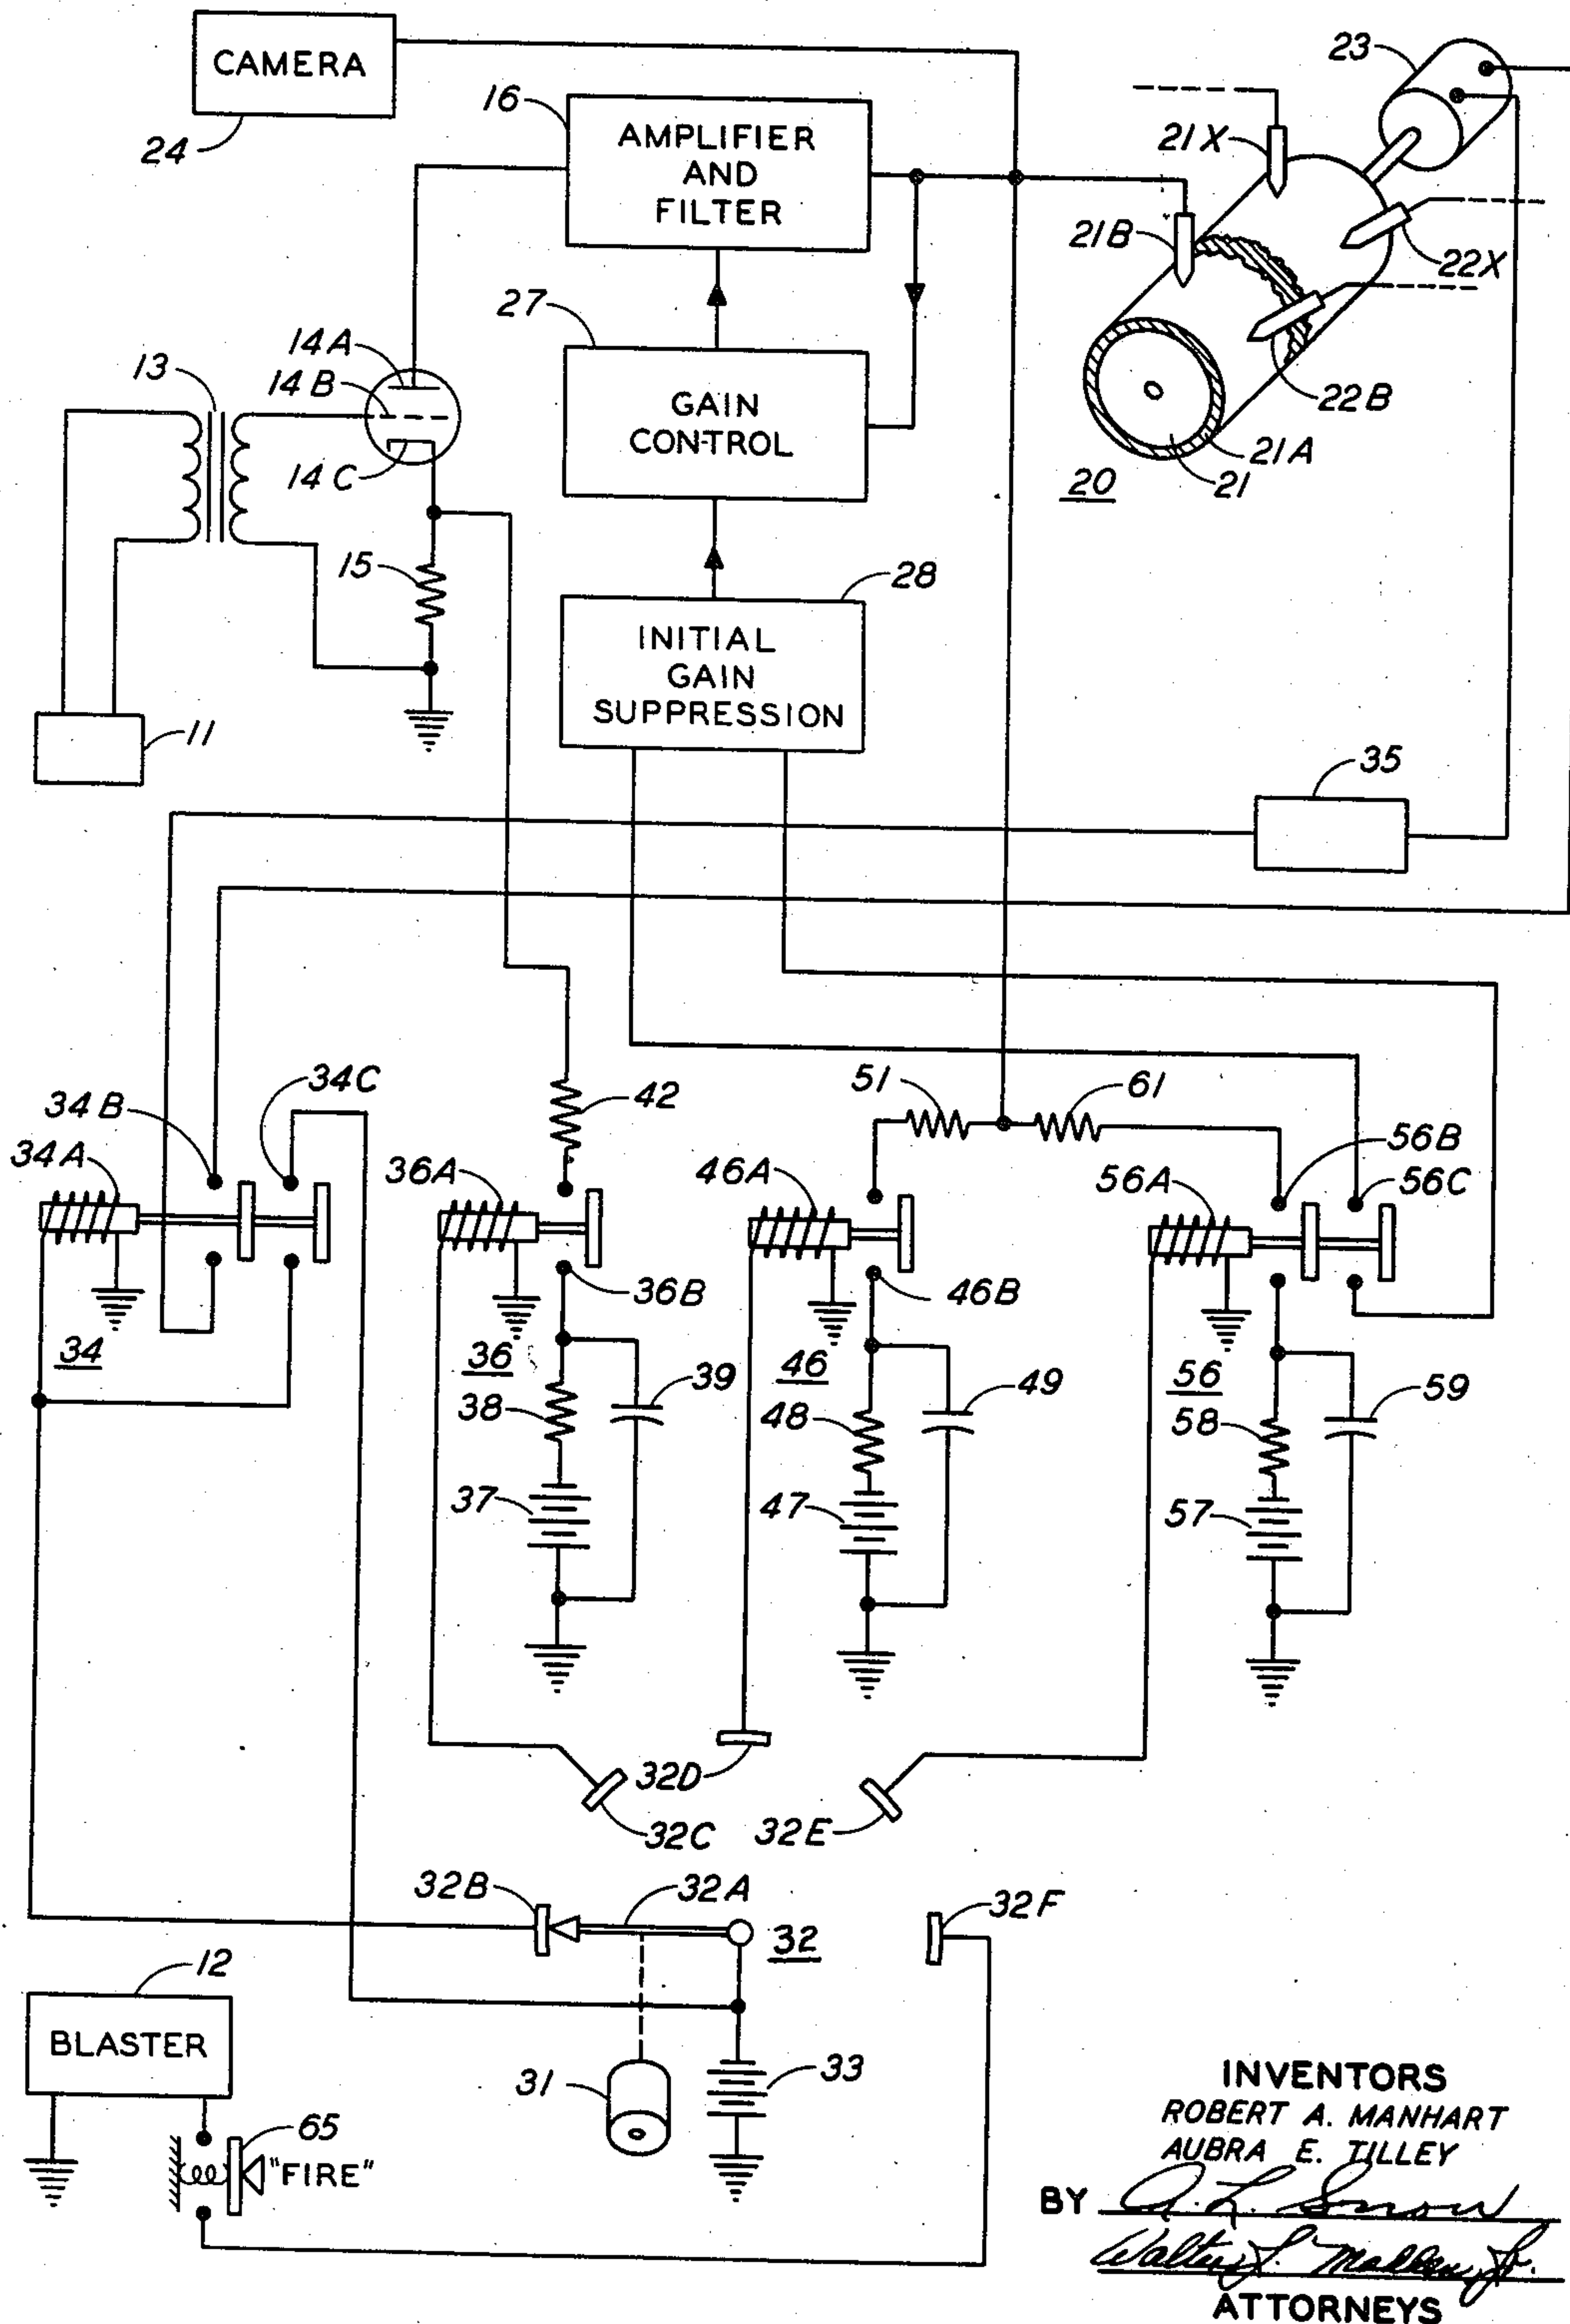 CAMERA
24
16
AMPLIFIER
AND
FILTER
23
21X
21B
22X
27
14A
14B
13
14C
GAIN
CONTROL
22B
21A
21
20
15
28
INITIAL
GAIN
SUPPRESSION
11
35
34C
34B
34A
42
36A
51
61
46A
56B
56A
56C
36B
46B
34
36
39
38
46
49
48
56
59
58
37
47
57
32D
32C
32E
32B
32A
32
32F
12
BLASTER
31
33
65
"FIRE"
INVENTORS
ROBERT A. MANHART
AUBRA E. TILLEY
BY A. L. Snow
Walter J.
ATTORNEYS